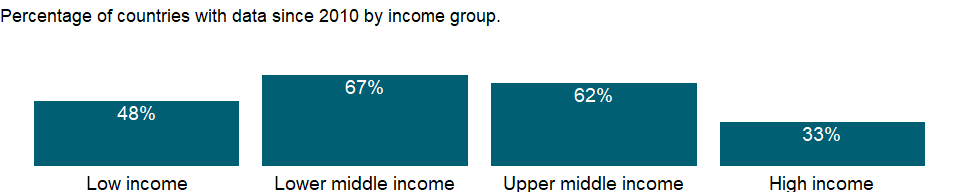 Percentage of countries with data since 2010 by income group.
48%
67%
62%
33%
Low income
Lower middle income
Upper middle income
High income